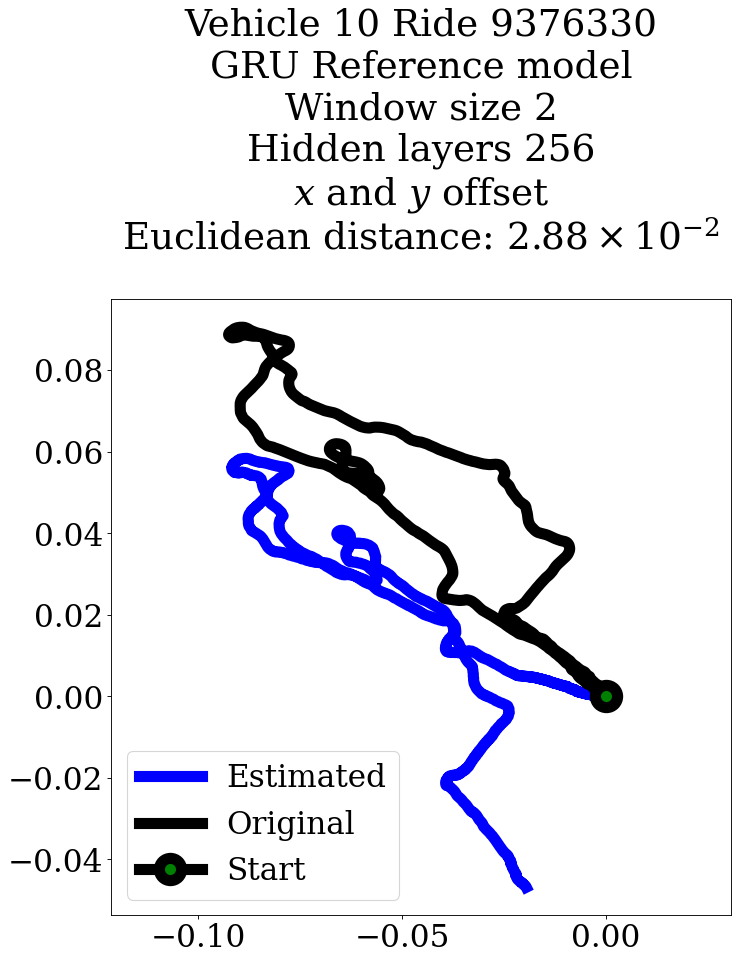 Vehicle 10 Ride 9376330
GRU Reference model
Window size 2
Hidden layers 256
x and y offset
Euclidean distance: 2.88 × 10⁻²
0.08
0.06
0.04
0.02
0.00
−0.02
−0.04
Estimated
Original
Start
−0.10 −0.05 0.00